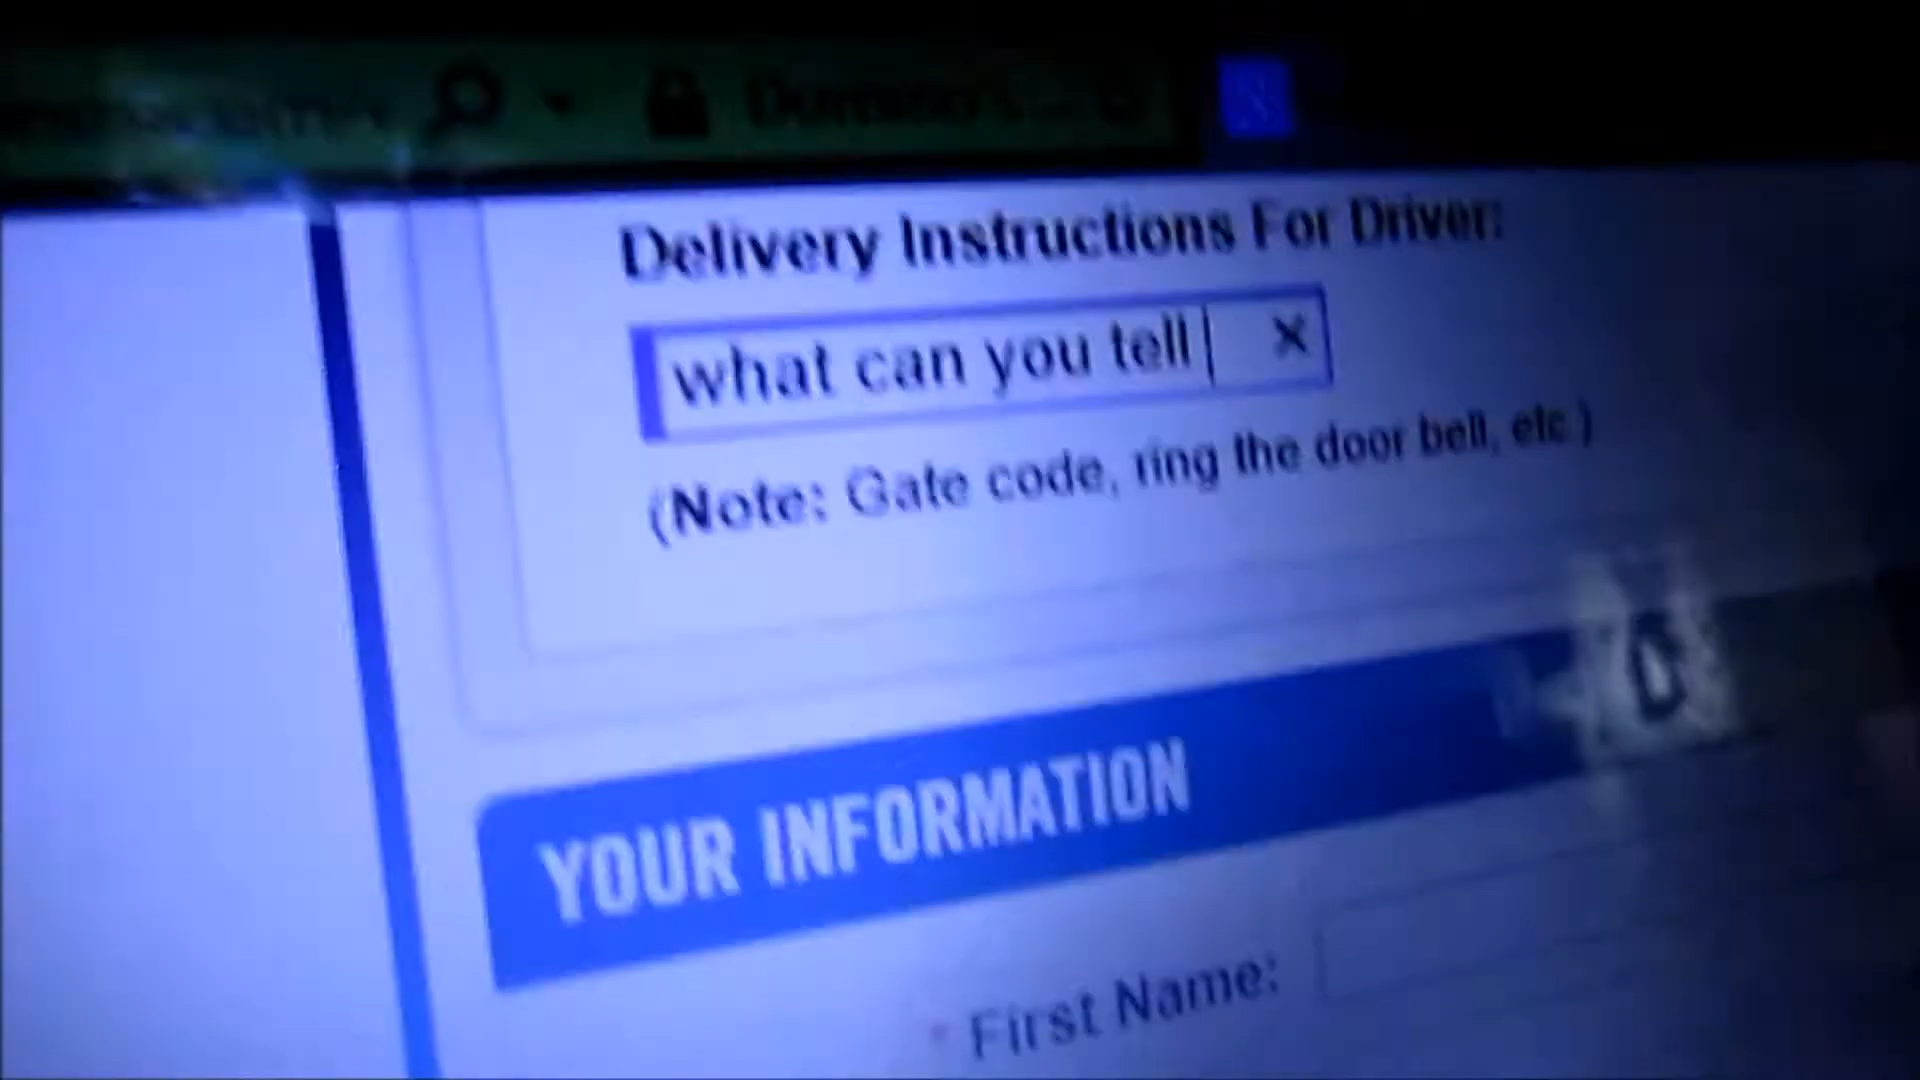 Delivery Instructions For Driver:
what can you tell
(Note: Gate code, ring the door bell, etc.)
YOUR INFORMATION
* First Name: